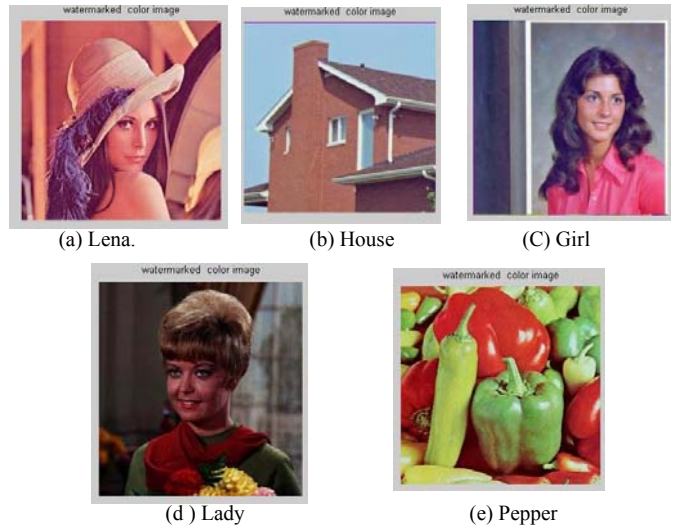 watermarked color image
watermarked color image
watermarked color image
(a) Lena.
(b) House
(C) Girl
watermarked color image
watermarked color image
(d ) Lady
(e) Pepper